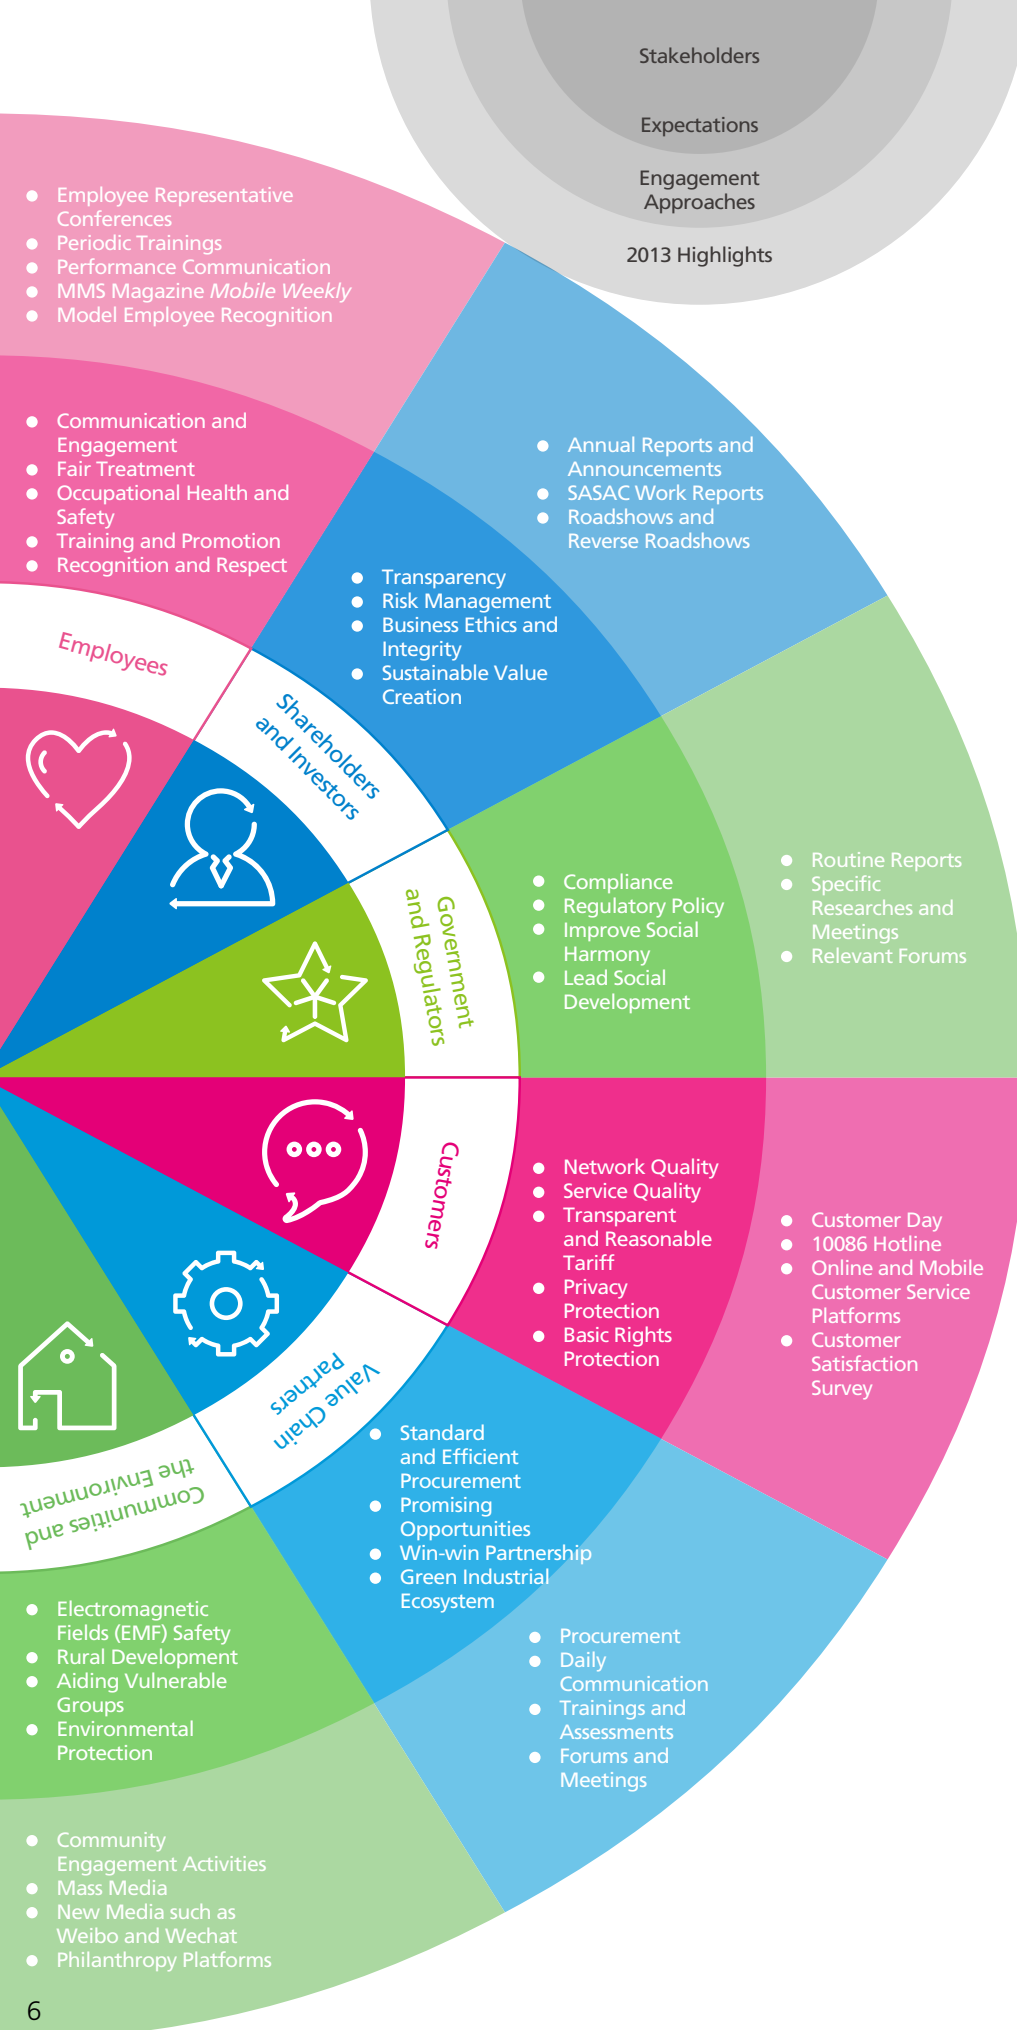 Stakeholders
Expectations
Engagement
Approaches
2013 Highlights
● Employee Representative
Conferences
● Periodic Trainings
● Performance Communication
● MMS Magazine Mobile Weekly
● Model Employee Recognition
● Communication and
Engagement
● Fair Treatment
● Occupational Health and
Safety
● Training and Promotion
● Recognition and Respect
Employees
● Annual Reports and
Announcements
● SASAC Work Reports
● Roadshows and
Reverse Roadshows
● Transparency
● Risk Management
● Business Ethics and
Integrity
● Sustainable Value
Creation
Shareholders
and Investors
● Routine Reports
● Specific
Researches and
Meetings
● Relevant Forums
● Compliance
● Regulatory Policy
● Improve Social
Harmony
● Lead Social
Development
Government
and Regulators
Customers
● Network Quality
● Service Quality
● Transparent
and Reasonable
Tariff
● Privacy
Protection
● Basic Rights
Protection
● Customer Day
● 10086 Hotline
● Online and Mobile
Customer Service
Platforms
● Customer
Satisfaction
Survey
Value Chain
Partners
● Standard
and Efficient
Procurement
● Promising
Opportunities
● Win-win Partnership
● Green Industrial
Ecosystem
● Procurement
● Daily
Communication
● Trainings and
Assessments
● Forums and
Meetings
Communities and
the Environment
● Electromagnetic
Fields (EMF) Safety
● Rural Development
● Aiding Vulnerable
Groups
● Environmental
Protection
● Community
Engagement Activities
● Mass Media
● New Media such as
Weibo and Wechat
● Philanthropy Platforms
6